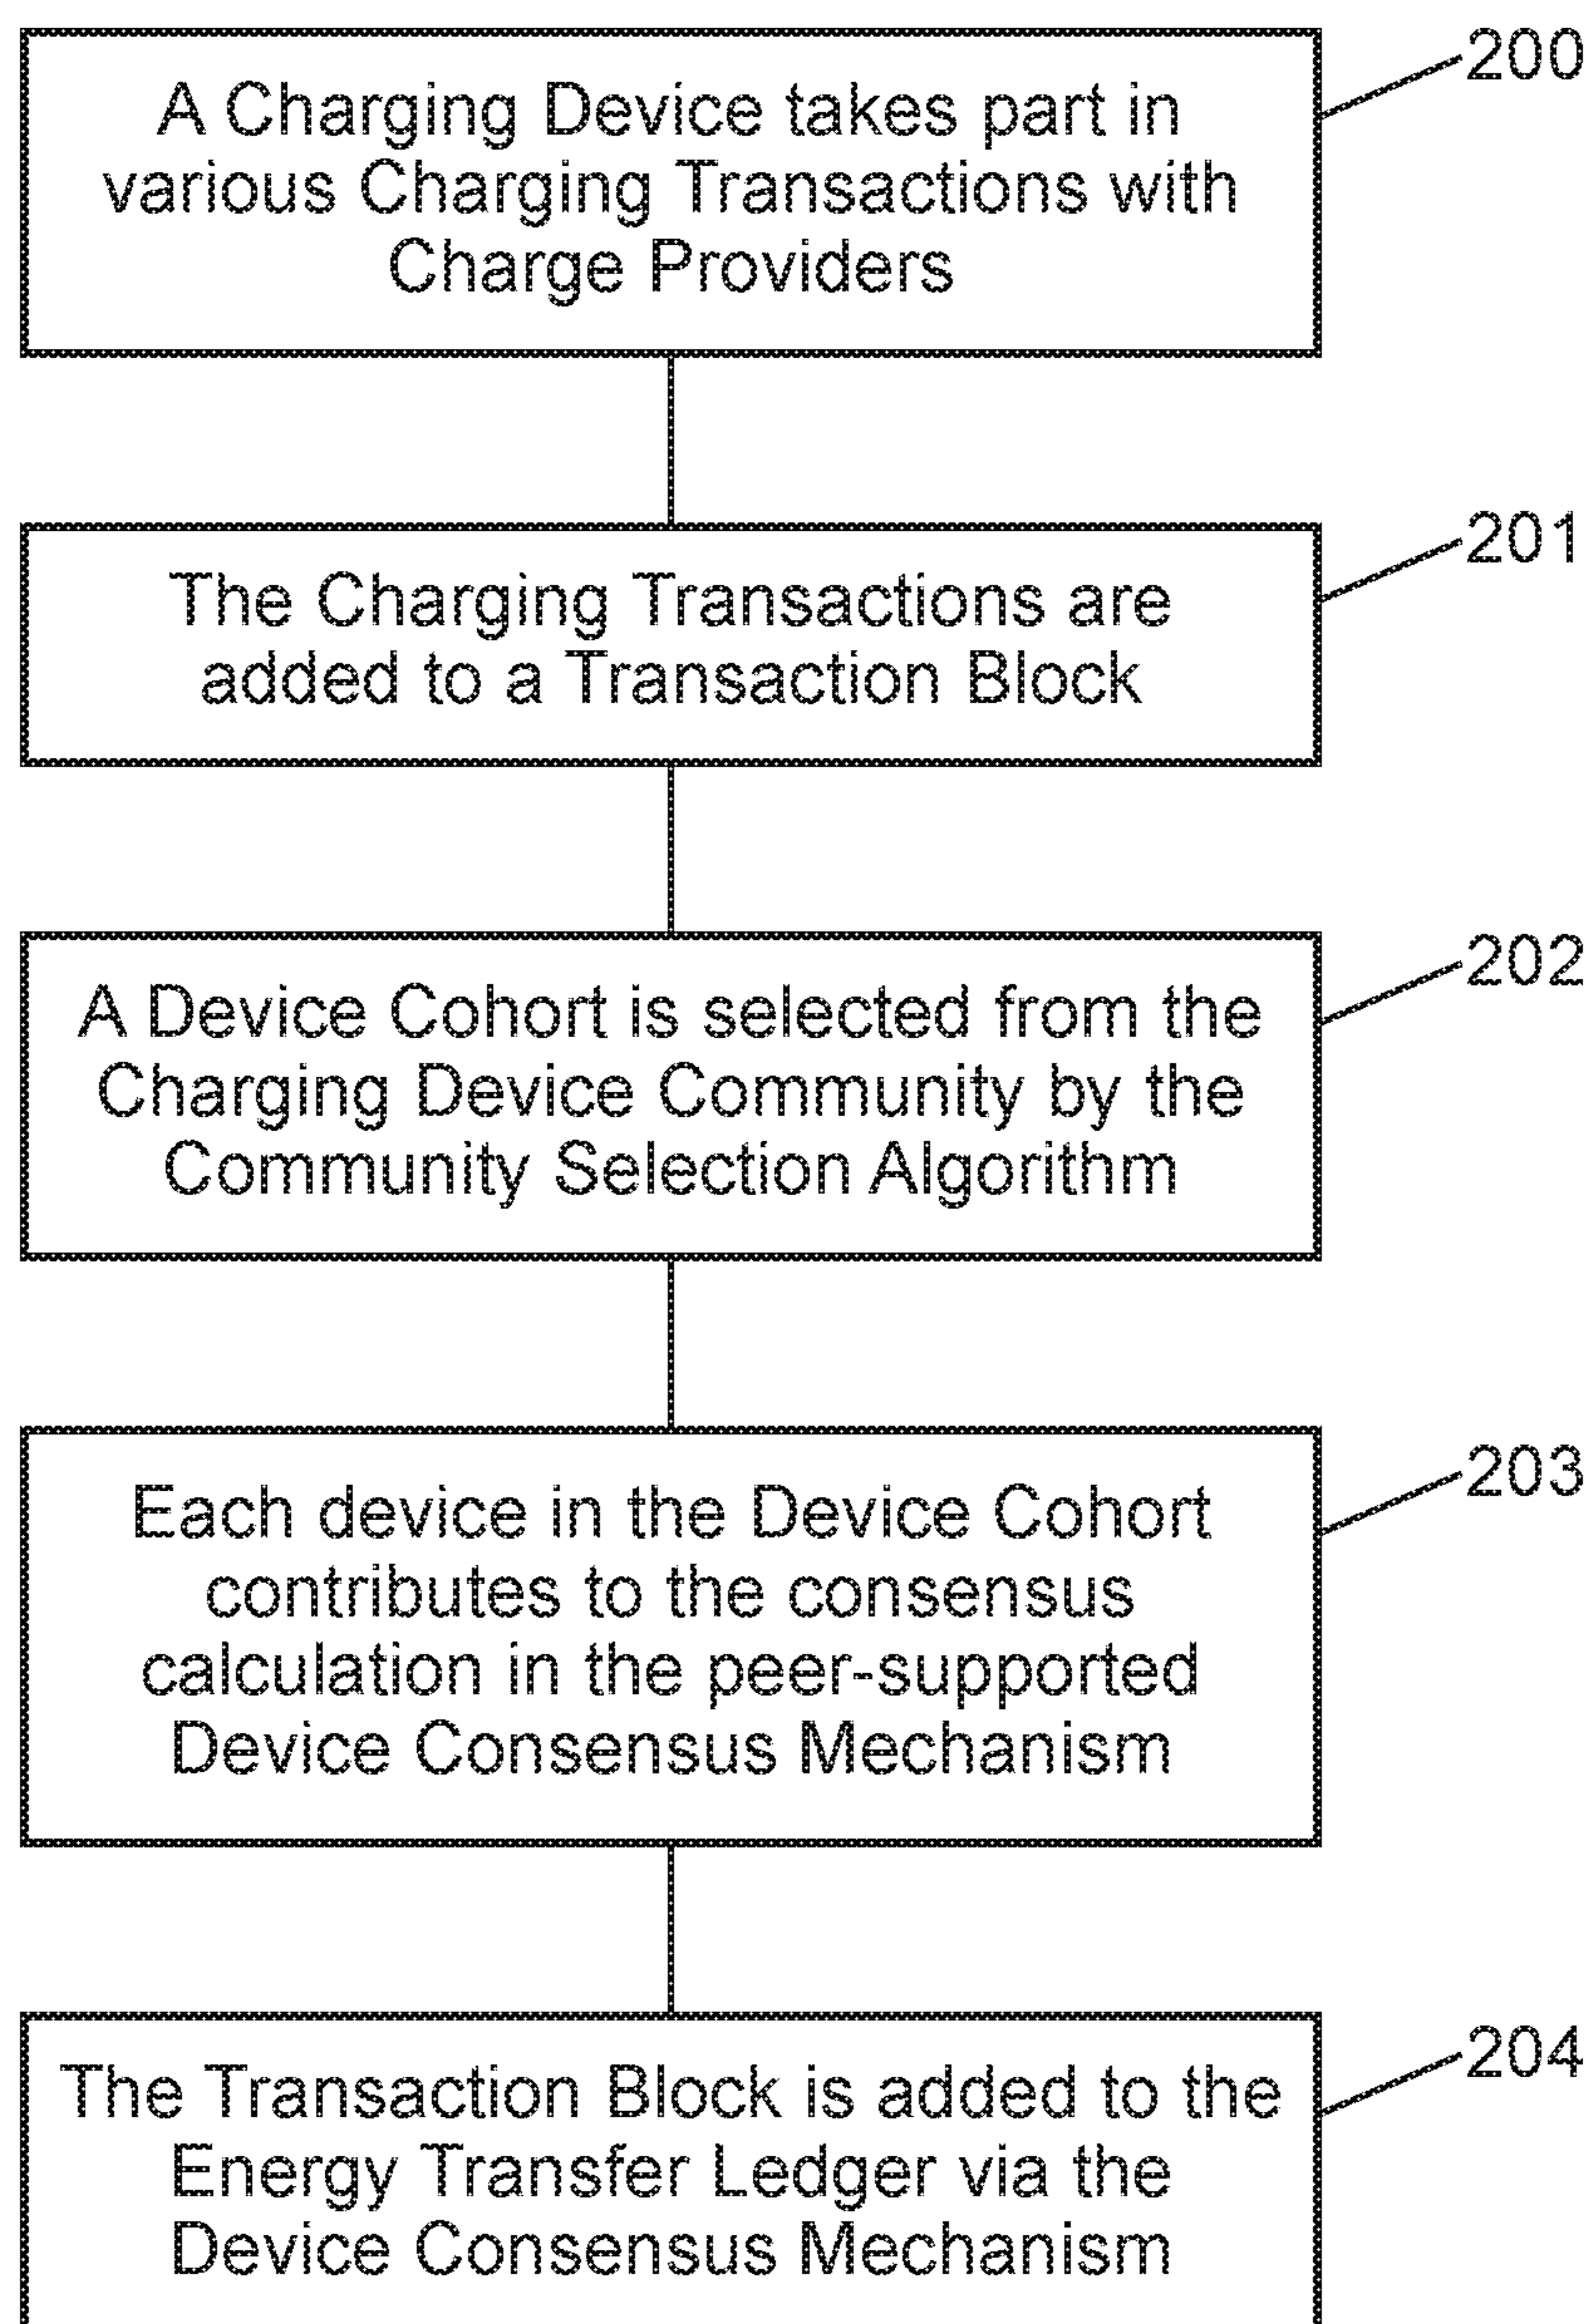 200
A Charging Device takes part in
various Charging Transactions with
Charge Providers
201
The Charging Transactions are
added to a Transaction Block
202
A Device Cohort is selected from the
Charging Device Community by the
Community Selection Algorithm
203
Each device in the Device Cohort
contributes to the consensus
calculation in the peer-supported
Device Consensus Mechanism
204
The Transaction Block is added to the
Energy Transfer Ledger via the
Device Consensus Mechanism